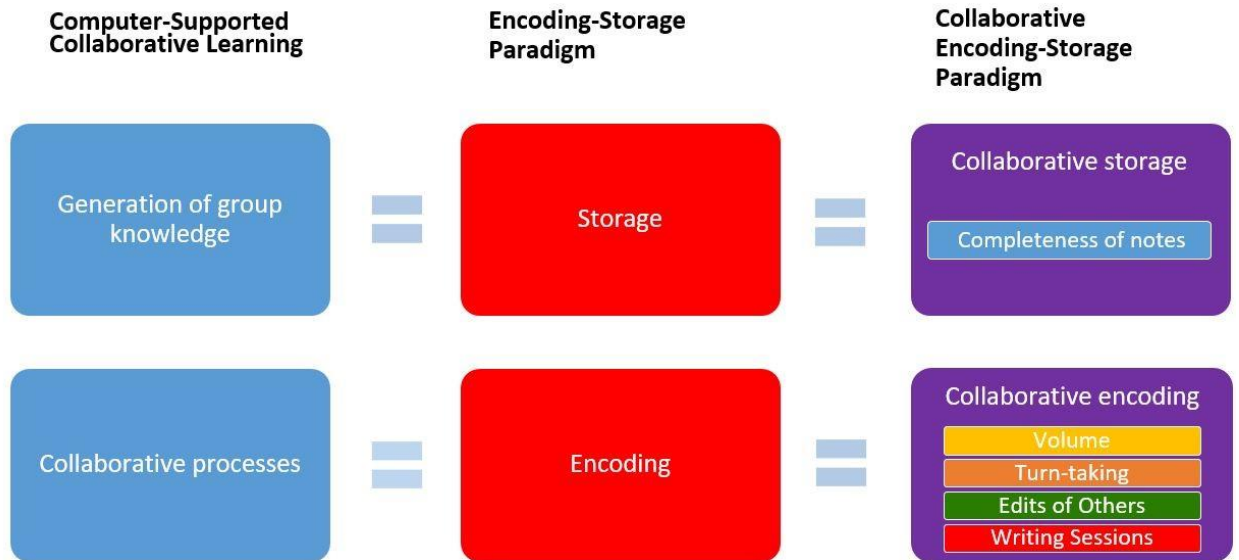 Computer-Supported
Collaborative Learning
Encoding-Storage
Paradigm
Collaborative
Encoding-Storage
Paradigm
Generation of group
knowledge
Storage
Collaborative storage
Completeness of notes
Collaborative processes
Encoding
Collaborative encoding
Volume
Turn-taking
Edits of Others
Writing Sessions